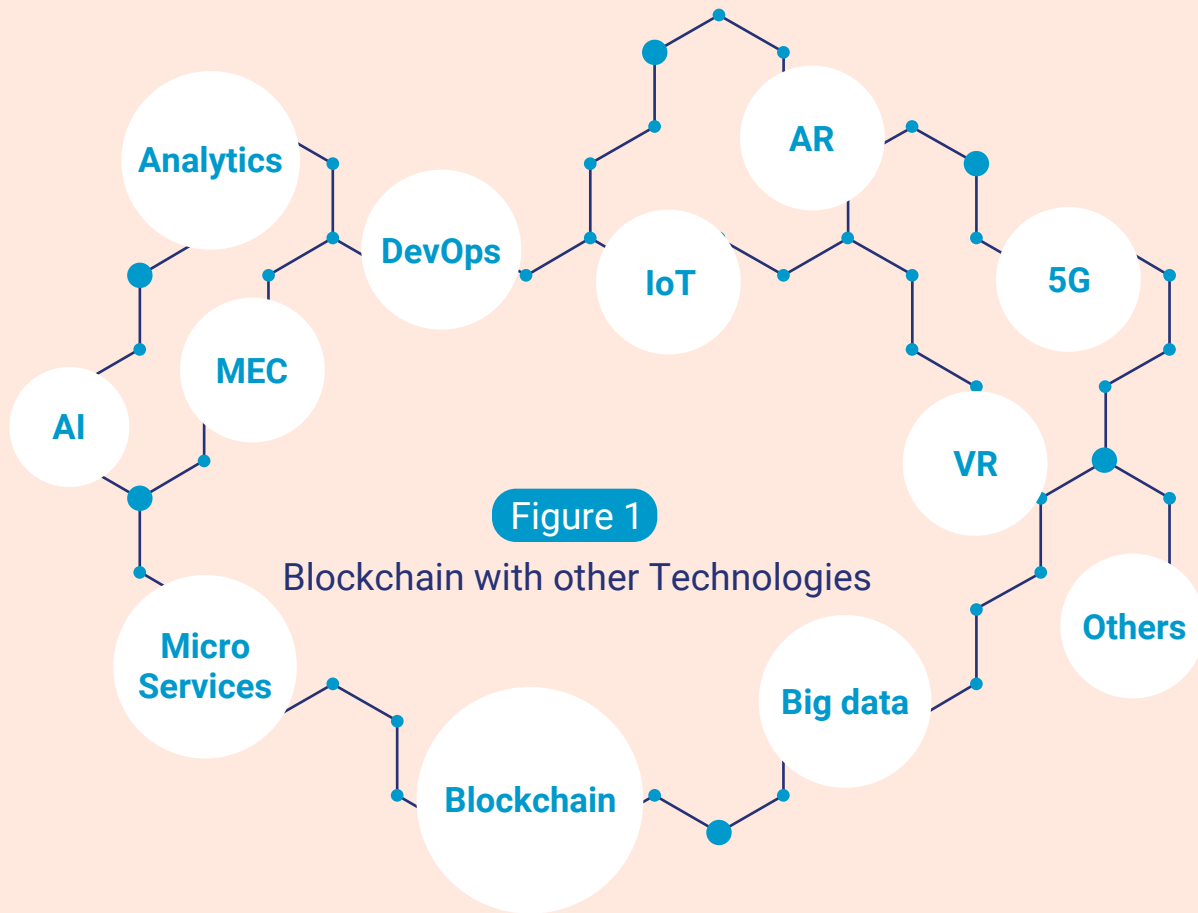 AR
Analytics
DevOps
IoT
5G
MEC
AI
VR
Figure 1
Blockchain with other Technologies
Others
Micro
Services
Big data
Blockchain